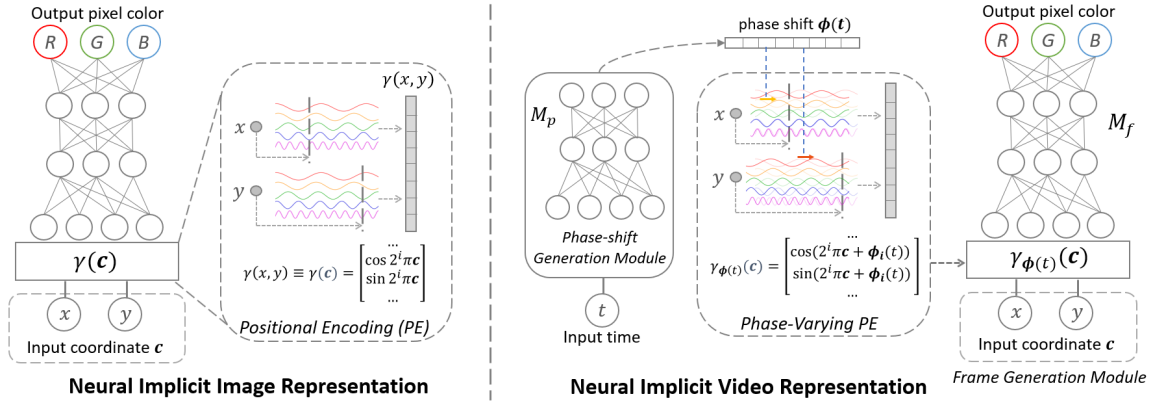 Output pixel color
R G B
γ(c)
x y
Input coordinate c
γ(x, y)
x
y
γ(x, y) ≡ γ(c) = [ ... cos 2^i πc sin 2^i πc ... ]
Positional Encoding (PE)
Neural Implicit Image Representation
phase shift ϕ(t)
M_p
Phase-shift
Generation Module
t
Input time
x
y
γ_ϕ(t)(c) = [ ... cos(2^i πc + ϕ_i(t)) sin(2^i πc + ϕ_i(t)) ... ]
Phase-Varying PE
Output pixel color
R G B
M_f
γ_ϕ(t)(c)
x y
Input coordinate c
Frame Generation Module
Neural Implicit Video Representation